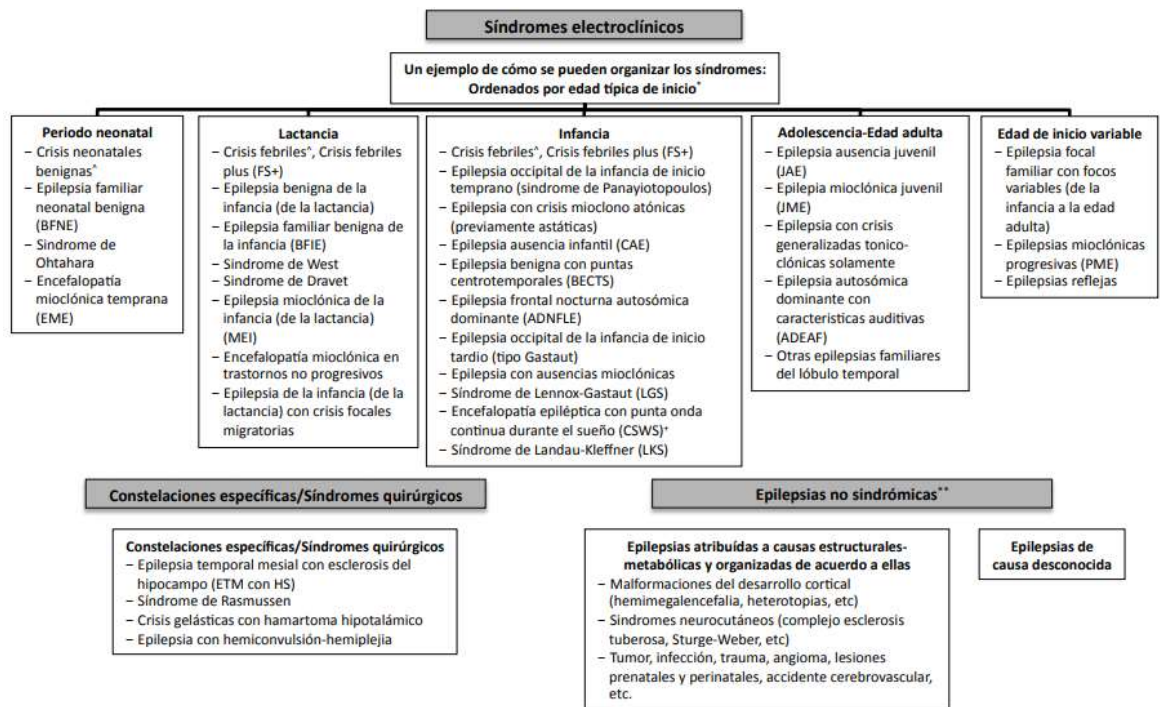 Síndromes electroclínicos
Un ejemplo de cómo se pueden organizar los síndromes:
Ordenados por edad típica de inicio*
Periodo neonatal
– Crisis neonatales
benignas^
– Epilepsia familiar
neonatal benigna
(BFNE)
– Sindrome de
Ohtahara
– Encefalopatía
mioclónica temprana
(EME)
Lactancia
– Crisis febriles^, Crisis febriles
plus (FS+)
– Epilepsia benigna de la
infancia (de la lactancia)
– Epilepsia familiar benigna de
la infancia (BFIE)
– Sindrome de West
– Sindrome de Dravet
– Epilepsia mioclónica de la
infancia (de la lactancia)
(MEI)
– Encefalopatía mioclónica en
trastornos no progresivos
– Epilepsia de la infancia (de la
lactancia) con crisis focales
migratorias
Infancia
– Crisis febriles^, Crisis febriles plus (FS+)
– Epilepsia occipital de la infancia de inicio
temprano (sindrome de Panayiotopoulos)
– Epilepsia con crisis mioclono atónicas
(previamente astáticas)
– Epilepsia ausencia infantil (CAE)
– Epilepsia benigna con puntas
centrotemporales (BECTS)
– Epilepsia frontal nocturna autosómica
dominante (ADNFLE)
– Epilepsia occipital de la infancia de inicio
tardio (tipo Gastaut)
– Epilepsia con ausencias mioclónicas
– Síndrome de Lennox-Gastaut (LGS)
– Encefalopatía epiléptica con punta onda
continua durante el sueño (CSWS)+
– Síndrome de Landau-Kleffner (LKS)
Adolescencia-Edad adulta
– Epilepsia ausencia juvenil
(JAE)
– Epilepia mioclónica juvenil
(JME)
– Epilepsia con crisis
generalizadas tonico-
clónicas solamente
– Epilepsia autosómica
dominante con
caracteristicas auditivas
(ADEAF)
– Otras epilepsias familiares
del lóbulo temporal
Edad de inicio variable
– Epilepsia focal
familiar con focos
variables (de la
infancia a la edad
adulta)
– Epilepsias mioclónicas
progresivas (PME)
– Epilepsias reflejas
Constelaciones específicas/Síndromes quirúrgicos
Constelaciones específicas/Síndromes quirúrgicos
– Epilepsia temporal mesial con esclerosis del
hipocampo (ETM con HS)
– Síndrome de Rasmussen
– Crisis gelásticas con hamartoma hipotalámico
– Epilepsia con hemiconvulsión-hemiplejia
Epilepsias no sindrómicas**
Epilepsias atribuídas a causas estructurales-
metabólicas y organizadas de acuerdo a ellas
– Malformaciones del desarrollo cortical
(hemimegalencefalia, heterotopias, etc)
– Sindromes neurocutáneos (complejo esclerosis
tuberosa, Sturge-Weber, etc)
– Tumor, infección, trauma, angioma, lesiones
prenatales y perinatales, accidente cerebrovascular,
etc.
Epilepsias de
causa desconocida